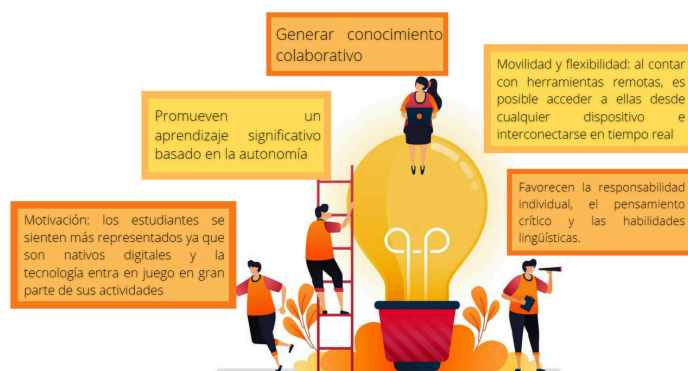 Generar conocimiento
colaborativo
Movilidad y flexibilidad: al contar
con herramientas remotas, es
posible acceder a ellas desde
cualquier dispositivo e
interconectarse en tiempo real
Promueven un
aprendizaje significativo
basado en la autonomía
Favorecen la responsabilidad
individual, el pensamiento
crítico y las habilidades
lingüísticas.
Motivación: los estudiantes se
sienten más representados ya que
son nativos digitales y la
tecnología entra en juego en gran
parte de sus actividades